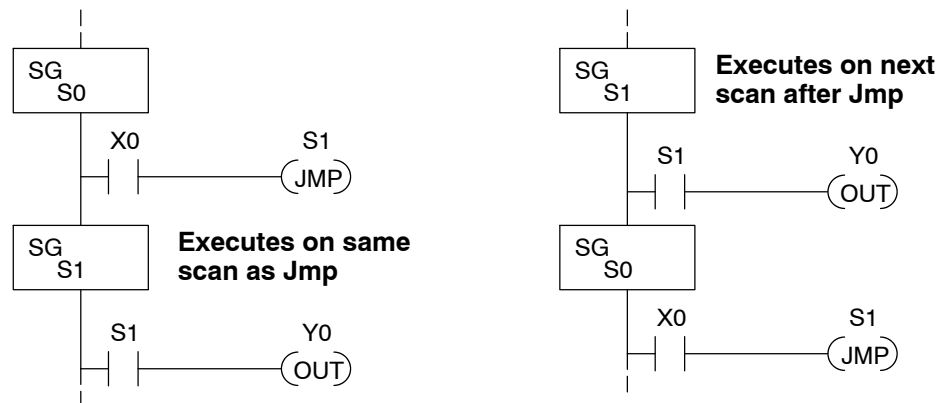 SG
S0
X0
S1
JMP
SG
S1
Executes on same
scan as Jmp
S1
Y0
OUT
SG
S1
Executes on next
scan after Jmp
S1
Y0
OUT
SG
S0
X0
S1
JMP